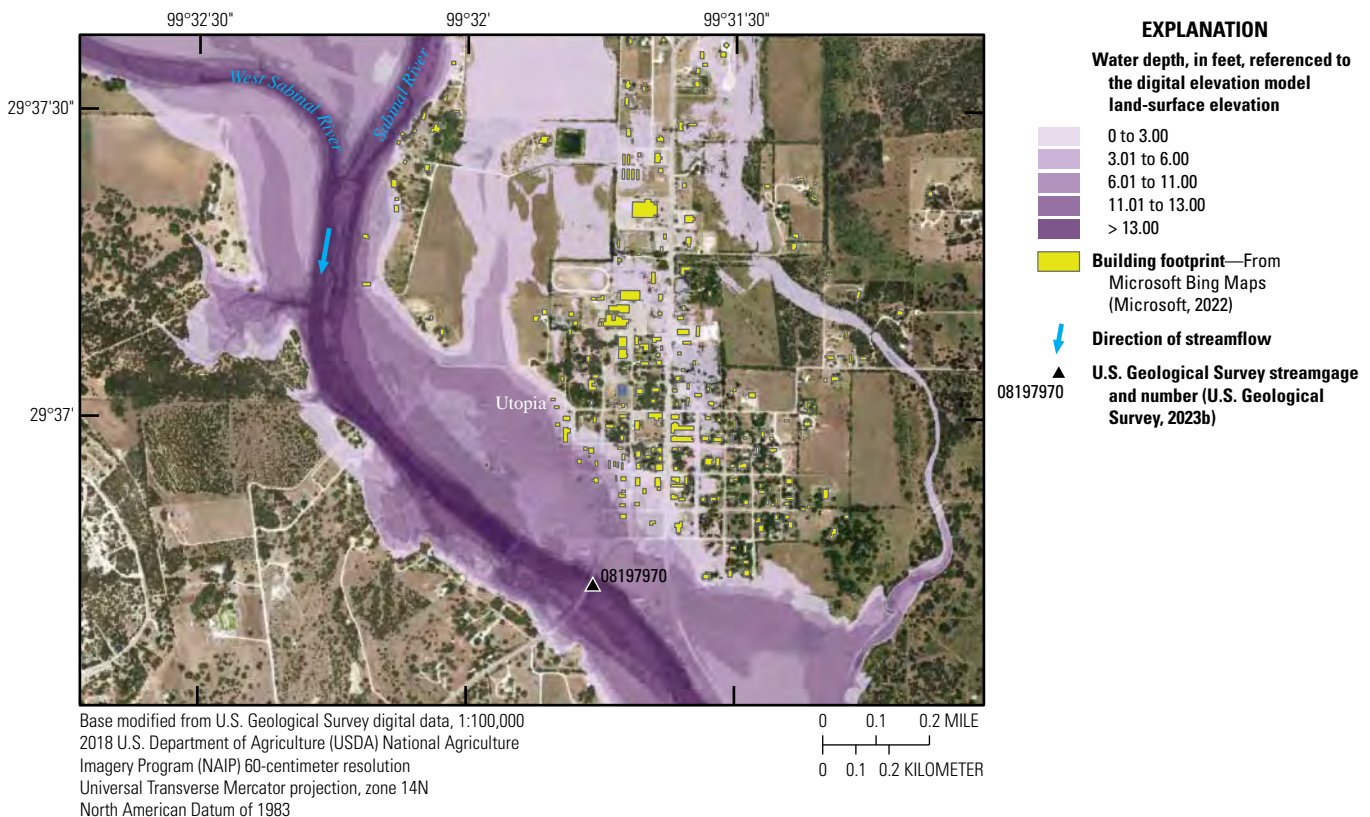 99°32'30"
99°32'
99°31'30"
29°37'30"
West Sabinal River
Sabinal River
Utopia
29°37'
08197970
Base modified from U.S. Geological Survey digital data, 1:100,000
2018 U.S. Department of Agriculture (USDA) National Agriculture
Imagery Program (NAIP) 60-centimeter resolution
Universal Transverse Mercator projection, zone 14N
North American Datum of 1983
0 0.1 0.2 MILE
0 0.1 0.2 KILOMETER
EXPLANATION
Water depth, in feet, referenced to
the digital elevation model
land-surface elevation
0 to 3.00
3.01 to 6.00
6.01 to 11.00
11.01 to 13.00
> 13.00
Building footprint—From
Microsoft Bing Maps
(Microsoft, 2022)
Direction of streamflow
08197970
U.S. Geological Survey streamgage
and number (U.S. Geological
Survey, 2023b)